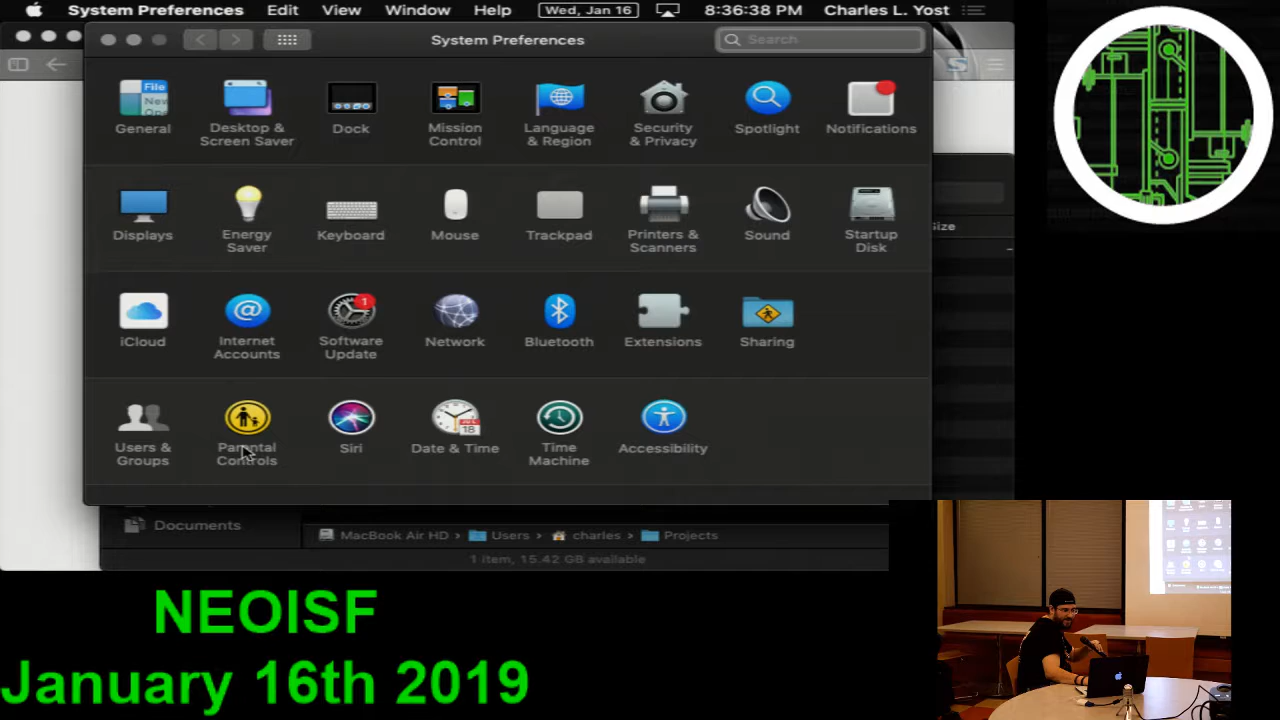 System Preferences Edit View Window Help Wed, Jan 16 8:36:38 PM Charles L. Yost
System Preferences
Search
General
Desktop &
Screen Saver
Dock
Mission
Control
Language
& Region
Security
& Privacy
Spotlight
Notifications
Displays
Energy
Saver
Keyboard
Mouse
Trackpad
Printers &
Scanners
Sound
Startup
Disk
Size
iCloud
Internet
Accounts
1
Software
Update
Network
Bluetooth
Extensions
Sharing
Users &
Groups
Parental
Controls
Siri
Date & Time
Time
Machine
Accessibility
Documents
MacBook Air HD › Users › charles › Projects
1 item, 15.42 GB available
NEOISF
January 16th 2019